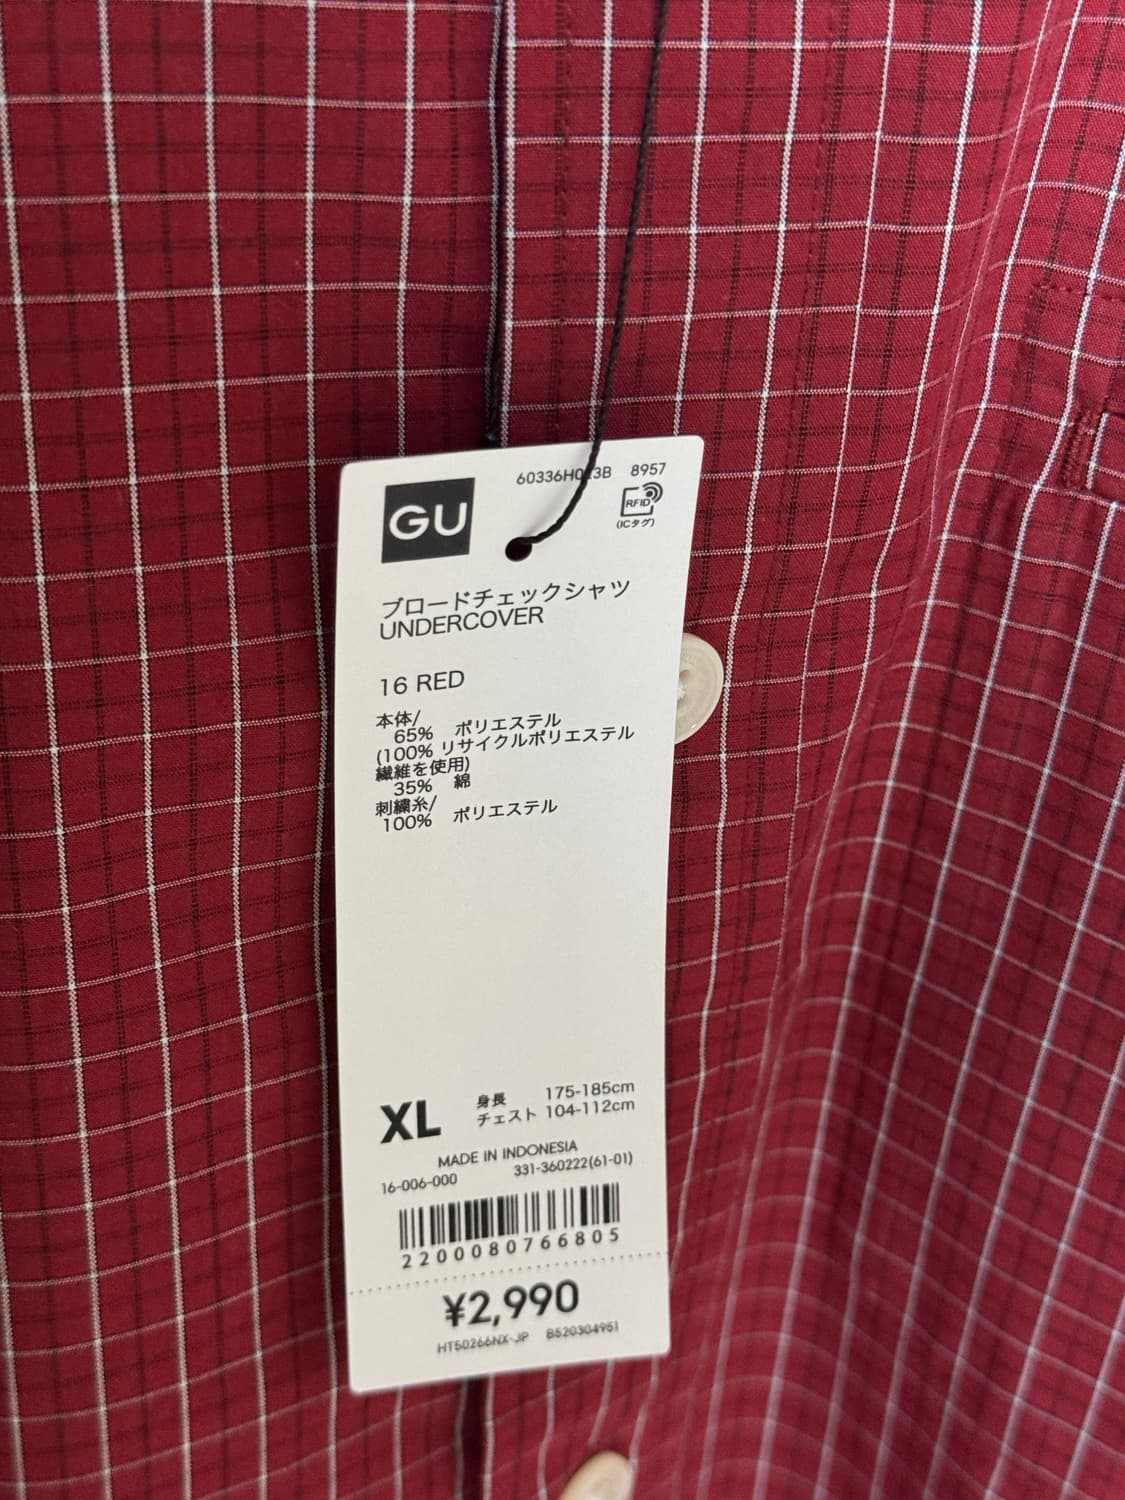 GU
8957
RFID
(ICタグ)
ブロードチェックシャツ
UNDERCOVER
16 RED
本体/
65% ポリエステル
(100% リサイクルポリエステル
繊維を使用)
35% 綿
刺繍糸/
100% ポリエステル
XL
身長 175-185cm
チェスト 104-112cm
MADE IN INDONESIA
16-006-000 331-360222(61-01)
2200080766805
¥2,990
HT50266NX-JP B520304951